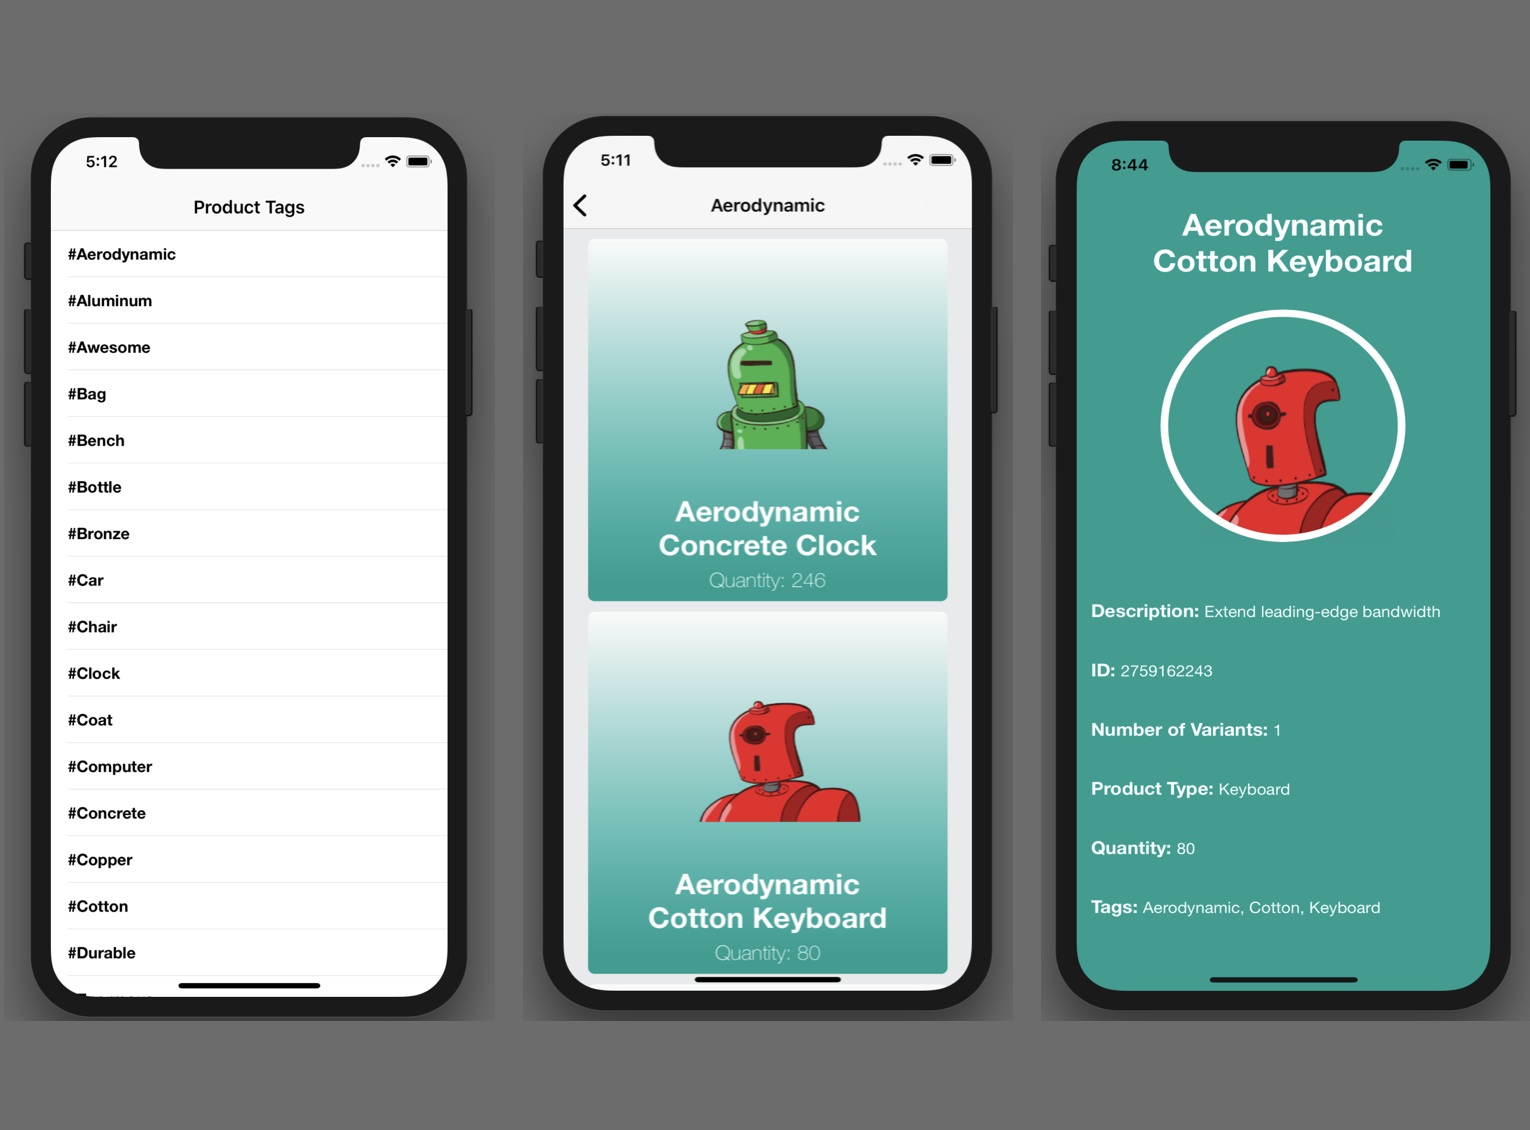 5:12
Product Tags
#Aerodynamic
#Aluminum
#Awesome
#Bag
#Bench
#Bottle
#Bronze
#Car
#Chair
#Clock
#Coat
#Computer
#Concrete
#Copper
#Cotton
#Durable
5:11
Aerodynamic
Aerodynamic
Concrete Clock
Quantity: 246
Aerodynamic
Cotton Keyboard
Quantity: 80
8:44
Aerodynamic
Cotton Keyboard
Description: Extend leading-edge bandwidth
ID: 2759162243
Number of Variants: 1
Product Type: Keyboard
Quantity: 80
Tags: Aerodynamic, Cotton, Keyboard